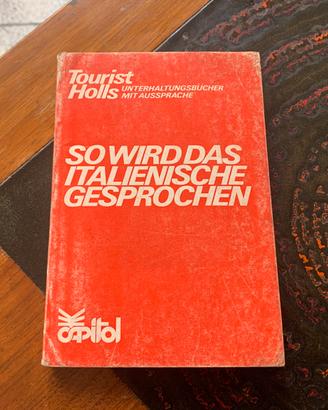 Tourist
Holls UNTERHALTUNGSBÜCHER
MIT AUSSPRACHE
SO WIRD DAS
ITALIENISCHE
GESPROCHEN
capitol